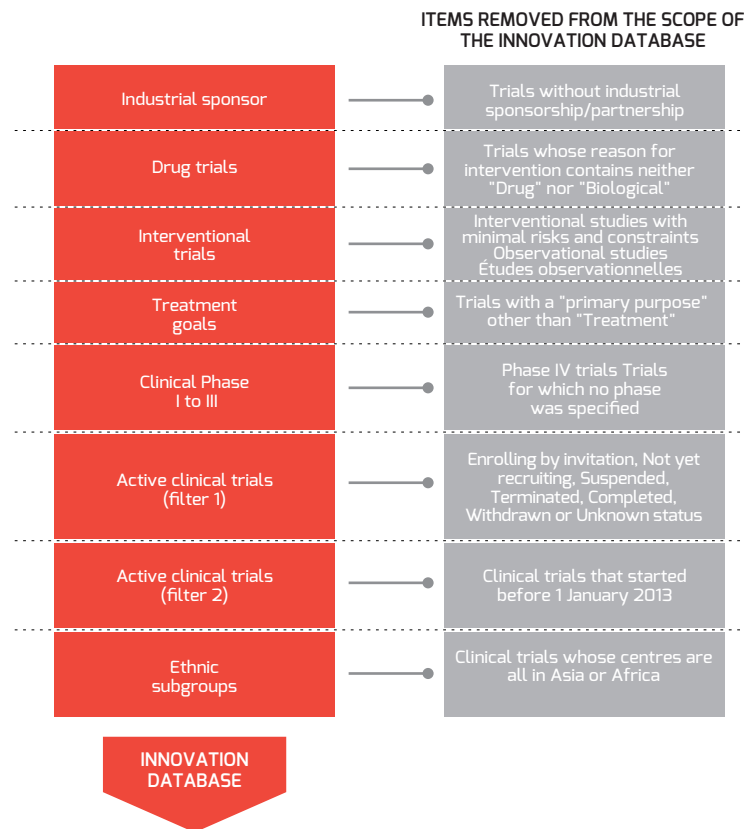 ITEMS REMOVED FROM THE SCOPE OF
THE INNOVATION DATABASE
Industrial sponsor
Trials without industrial
sponsorship/partnership
Drug trials
Trials whose reason for
intervention contains neither
"Drug" nor "Biological"
Interventional
trials
Interventional studies with
minimal risks and constraints
Observational studies
Études observationnelles
Treatment
goals
Trials with a "primary purpose"
other than "Treatment"
Clinical Phase
I to III
Phase IV trials Trials
for which no phase
was specified
Active clinical trials
(filter 1)
Enrolling by invitation, Not yet
recruiting, Suspended,
Terminated, Completed,
Withdrawn or Unknown status
Active clinical trials
(filter 2)
Clinical trials that started
before 1 January 2013
Ethnic
subgroups
Clinical trials whose centres are
all in Asia or Africa
INNOVATION
DATABASE